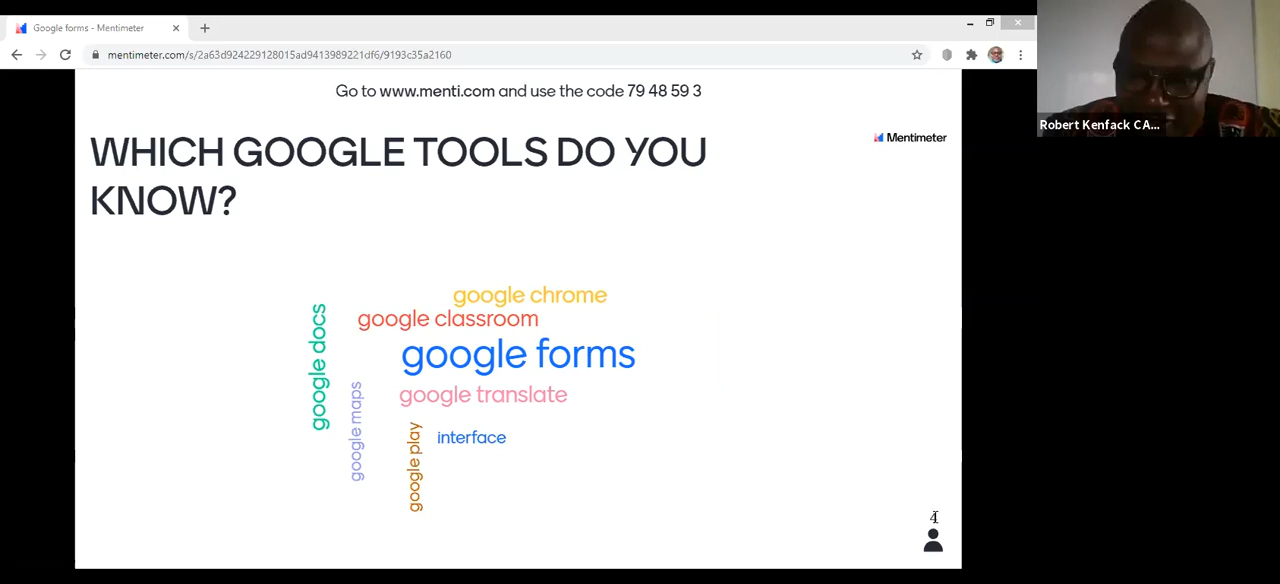 Google forms - Mentimeter
mentimeter.com/s/2a63d924229128015ad9413989221df6/9193c35a2160
Go to www.menti.com and use the code 79 48 59 3
Robert Kenfack CA...
Mentimeter
WHICH GOOGLE TOOLS DO YOU
KNOW?
google chrome
google docs
google classroom
google forms
google translate
google maps
google play
interface
4